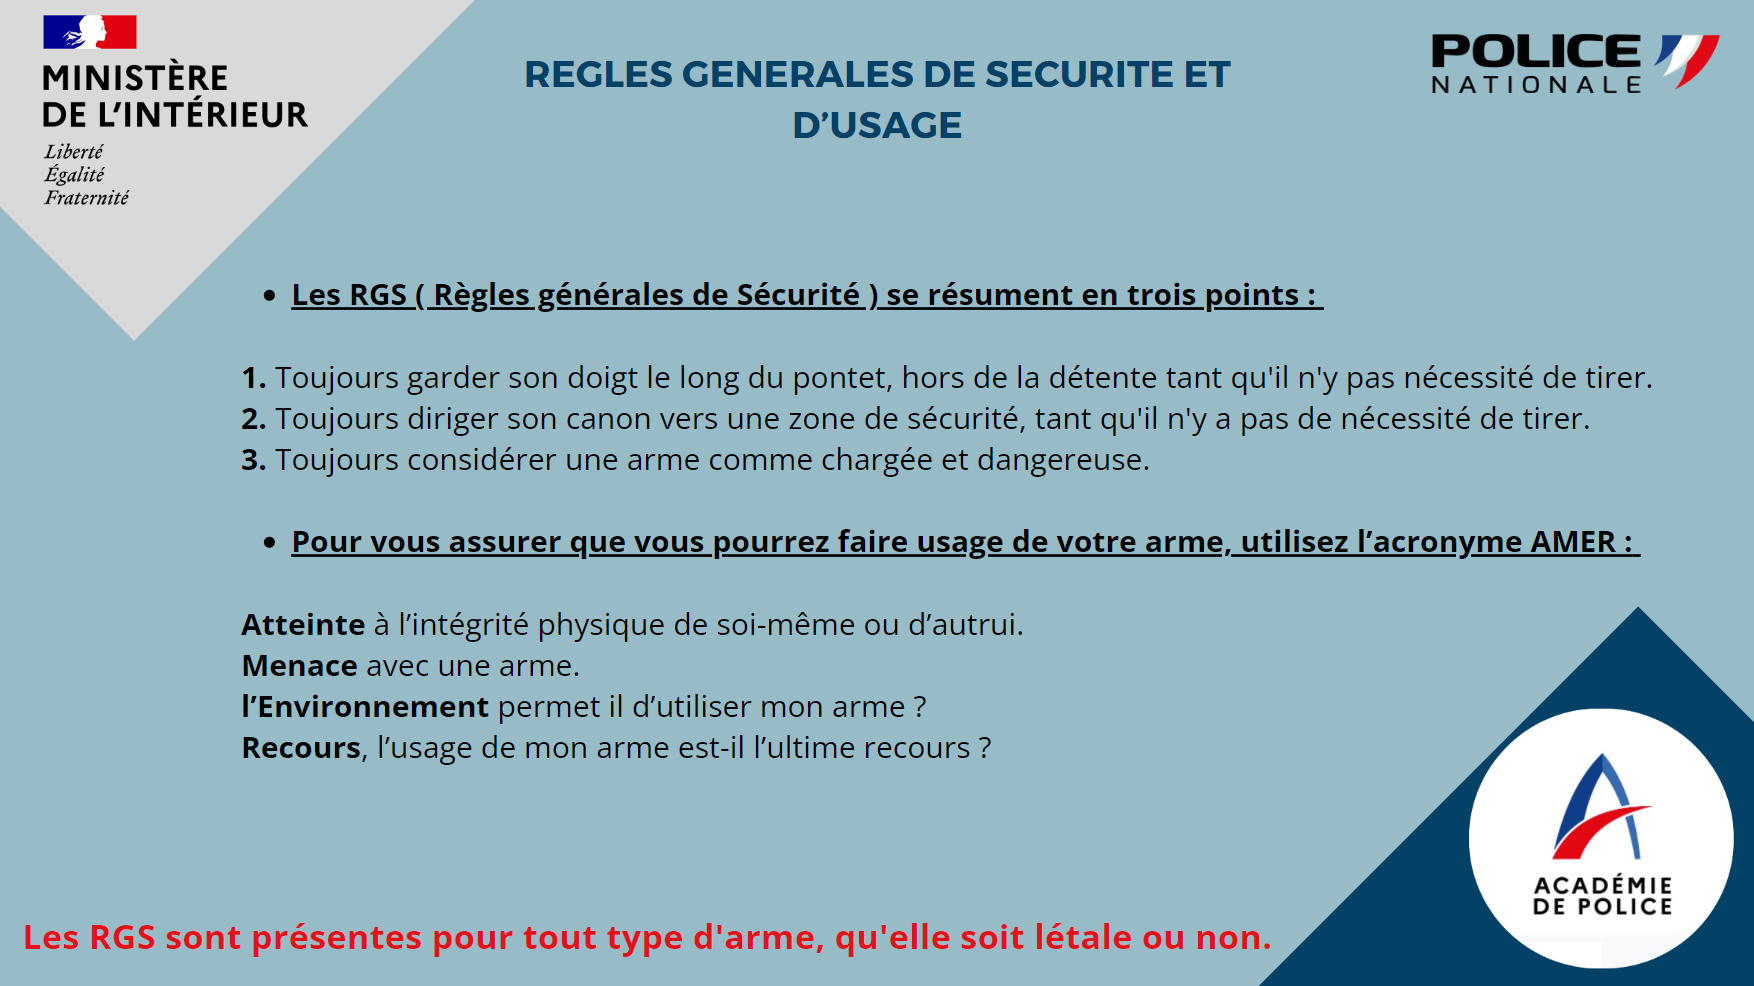 MINISTÈRE
DE L'INTÉRIEUR
Liberté
Égalité
Fraternité
REGLES GENERALES DE SECURITE ET
D'USAGE
POLICE
NATIONALE
• Les RGS ( Règles générales de Sécurité ) se résument en trois points :
1. Toujours garder son doigt le long du pontet, hors de la détente tant qu'il n'y pas nécessité de tirer.
2. Toujours diriger son canon vers une zone de sécurité, tant qu'il n'y a pas de nécessité de tirer.
3. Toujours considérer une arme comme chargée et dangereuse.
• Pour vous assurer que vous pourrez faire usage de votre arme, utilisez l’acronyme AMER :
Atteinte à l’intégrité physique de soi-même ou d’autrui.
Menace avec une arme.
l’Environnement permet il d’utiliser mon arme ?
Recours, l’usage de mon arme est-il l’ultime recours ?
ACADÉMIE
DE POLICE
Les RGS sont présentes pour tout type d'arme, qu'elle soit létale ou non.